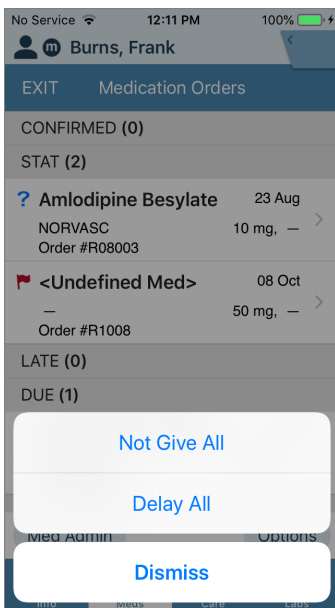 No Service 12:11 PM 100%
m Burns, Frank
EXIT Medication Orders
CONFIRMED (0)
STAT (2)
? Amlodipine Besylate 23 Aug
NORVASC 10 mg, —
Order #R08003
<Undefined Med> 08 Oct
— 50 mg, —
Order #R1008
LATE (0)
DUE (1)
Not Give All
Delay All
Med Admin Options
Dismiss
Info Meds Care Labs